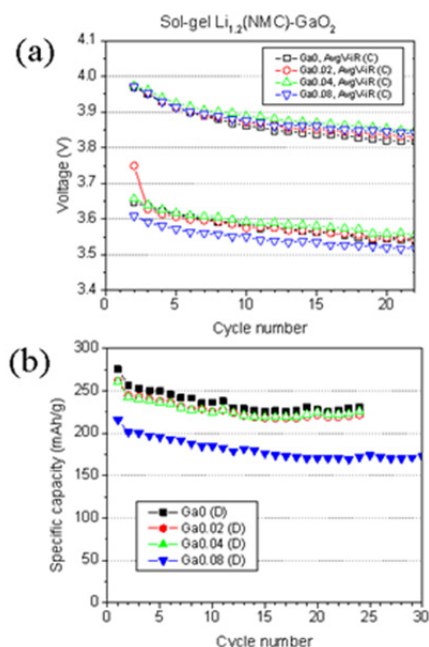 Sol-gel Li1.2(NMC)-GaO2
(a)
4.1
4.0
3.9
3.8
3.7
3.6
3.5
3.4
Voltage (V)
Ga0, AvgV-iR (C)
Ga0.02, AvgV-iR (C)
Ga0.04, AvgV-iR (C)
Ga0.08, AvgV-iR (C)
0 5 10 15 20
Cycle number
(b)
300
250
200
150
100
50
0
Specific capacity (mAh/g)
Ga0 (D)
Ga0.02 (D)
Ga0.04 (D)
Ga0.08 (D)
0 5 10 15 20 25 30
Cycle number